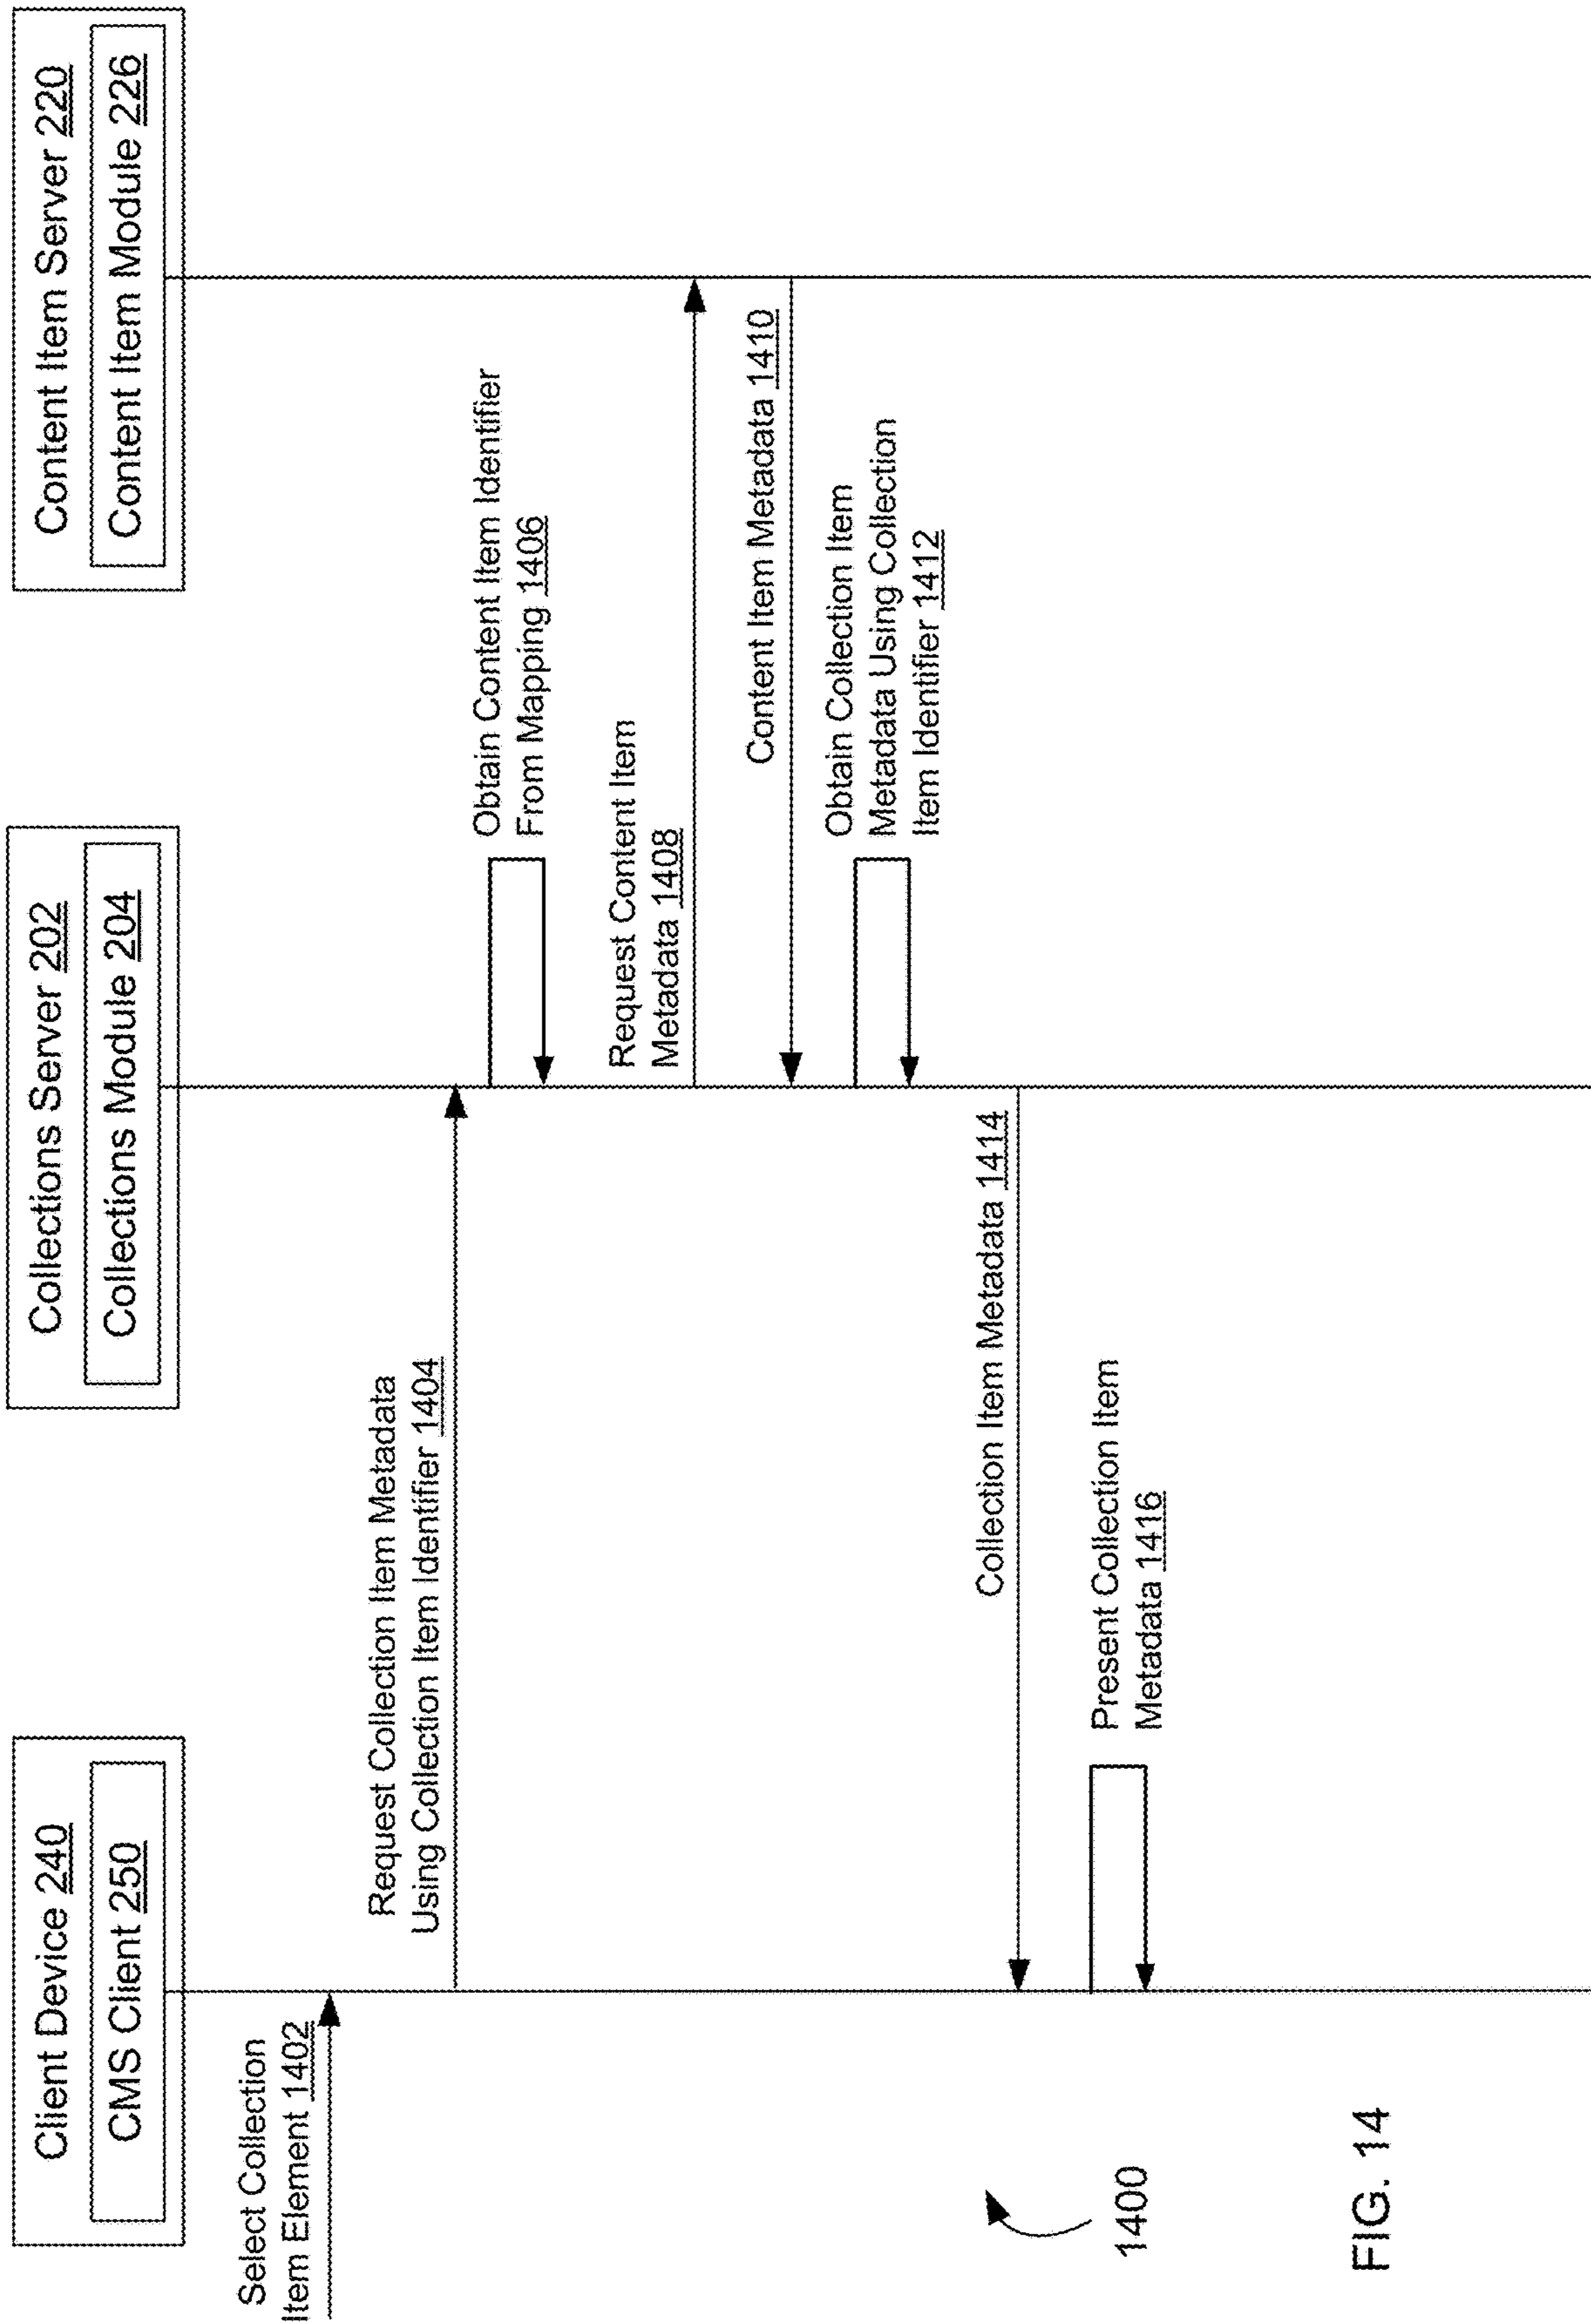 Client Device 240
CMS Client 250
Collections Server 202
Collections Module 204
Content Item Server 220
Content Item Module 226
Select Collection
Item Element 1402
Request Collection Item Metadata
Using Collection Item Identifier 1404
Obtain Content Item Identifier
From Mapping 1406
Request Content Item
Metadata 1408
Content Item Metadata 1410
Obtain Collection Item
Metadata Using Collection
Item Identifier 1412
Collection Item Metadata 1414
Present Collection Item
Metadata 1416
1400
FIG. 14